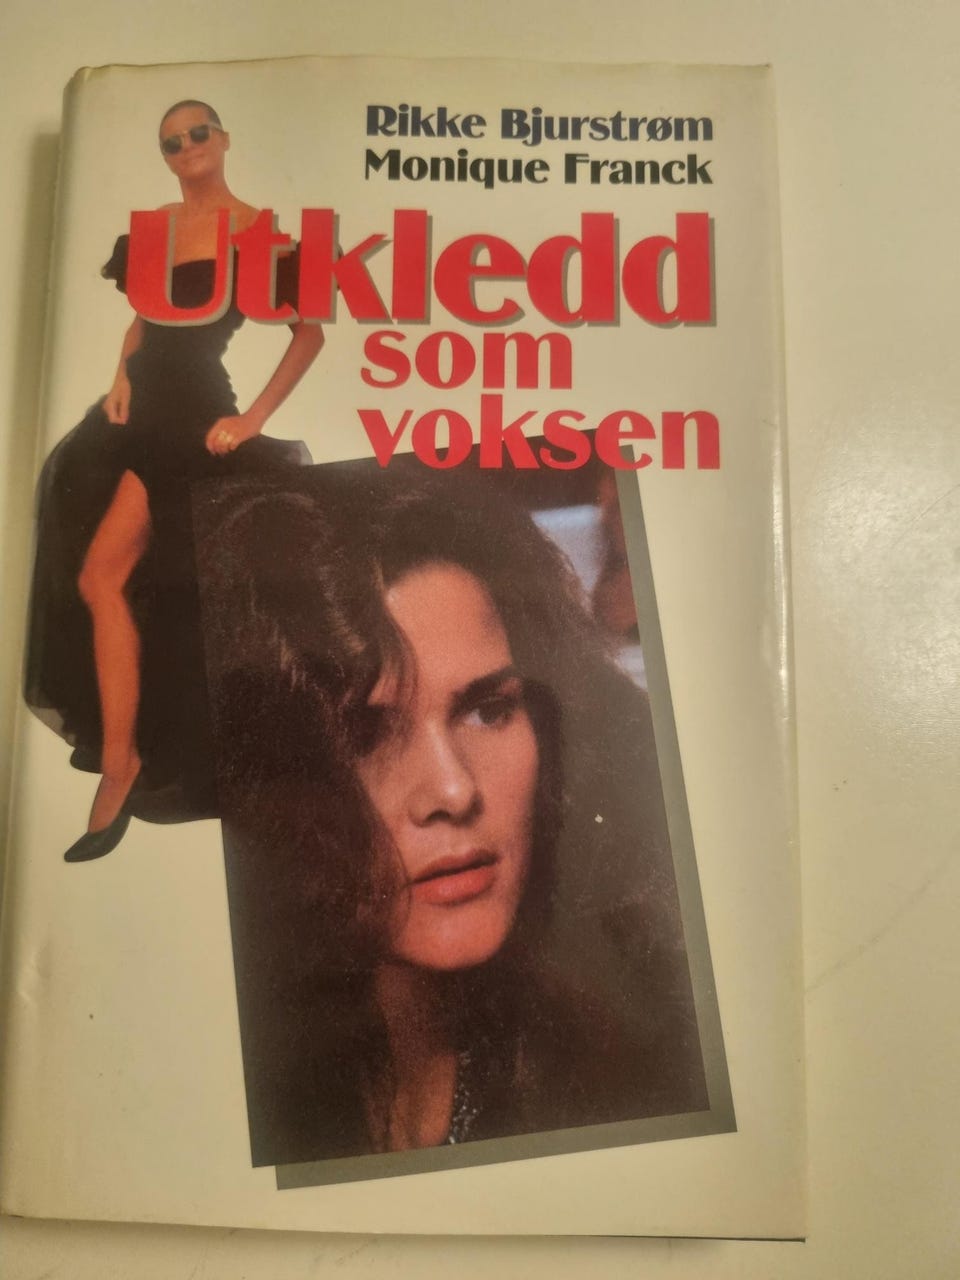 Rikke Bjurstrøm
Monique Franck
Utkledd
som
voksen